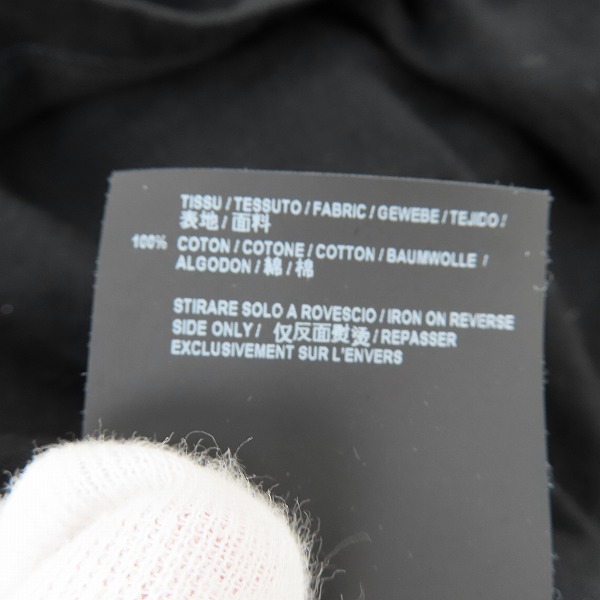 TISSU / TESSUTO / FABRIC / GEWEBE / TEJIDO /
表地 / 面料
100% COTON / COTONE / COTTON / BAUMWOLLE /
ALGODON / 綿 / 棉
STIRARE SOLO A ROVESCIO / IRON ON REVERSE
SIDE ONLY / 仅反面熨烫 / REPASSER
EXCLUSIVEMENT SUR L'ENVERS